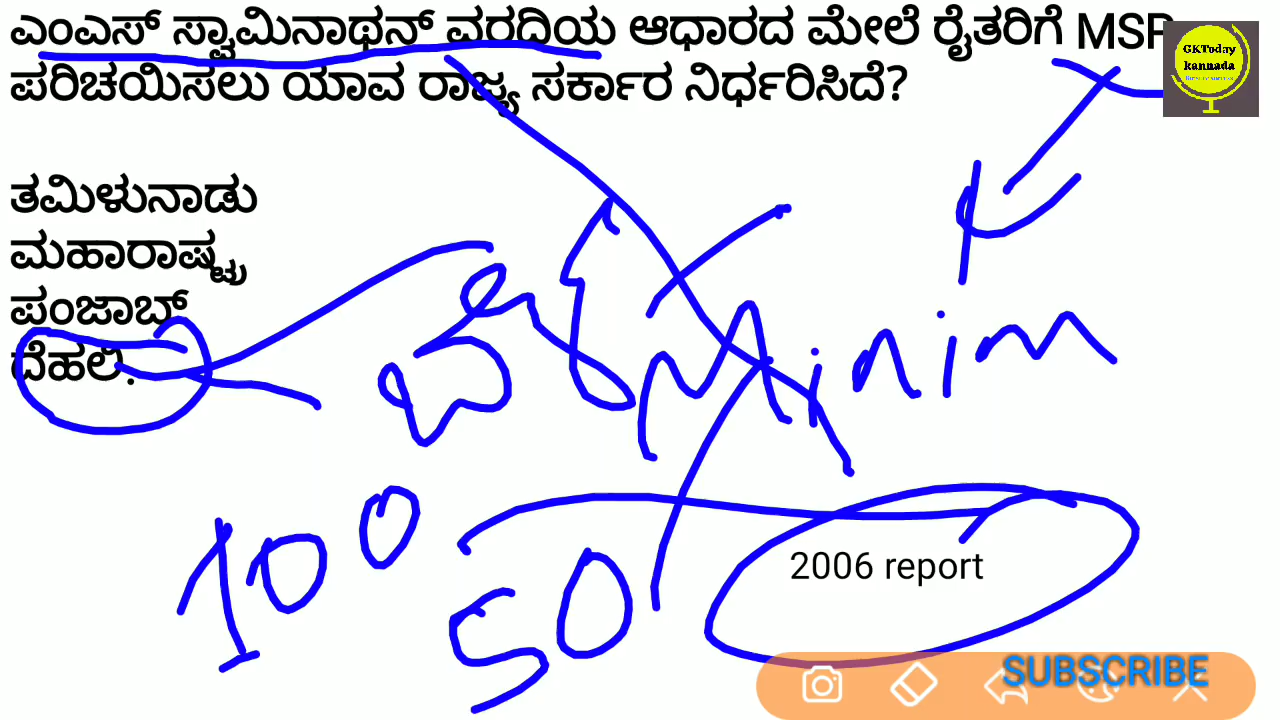 ಎಂಎಸ್ ಸ್ವಾಮಿನಾಥನ್ ವರದಿಯ ಆಧಾರದ ಮೇಲೆ ರೈತರಿಗೆ MSP
ಪರಿಚಯಿಸಲು ಯಾವ ರಾಜ್ಯ ಸರ್ಕಾರ ನಿರ್ಧರಿಸಿದೆ?
GKToday
kannada
ತಮಿಳುನಾಡು
ಮಹಾರಾಷ್ಟ್ರ
ಪಂಜಾಬ್
ದೆಹಲಿ.
Minim
100
50
2006 report
SUBSCRIBE